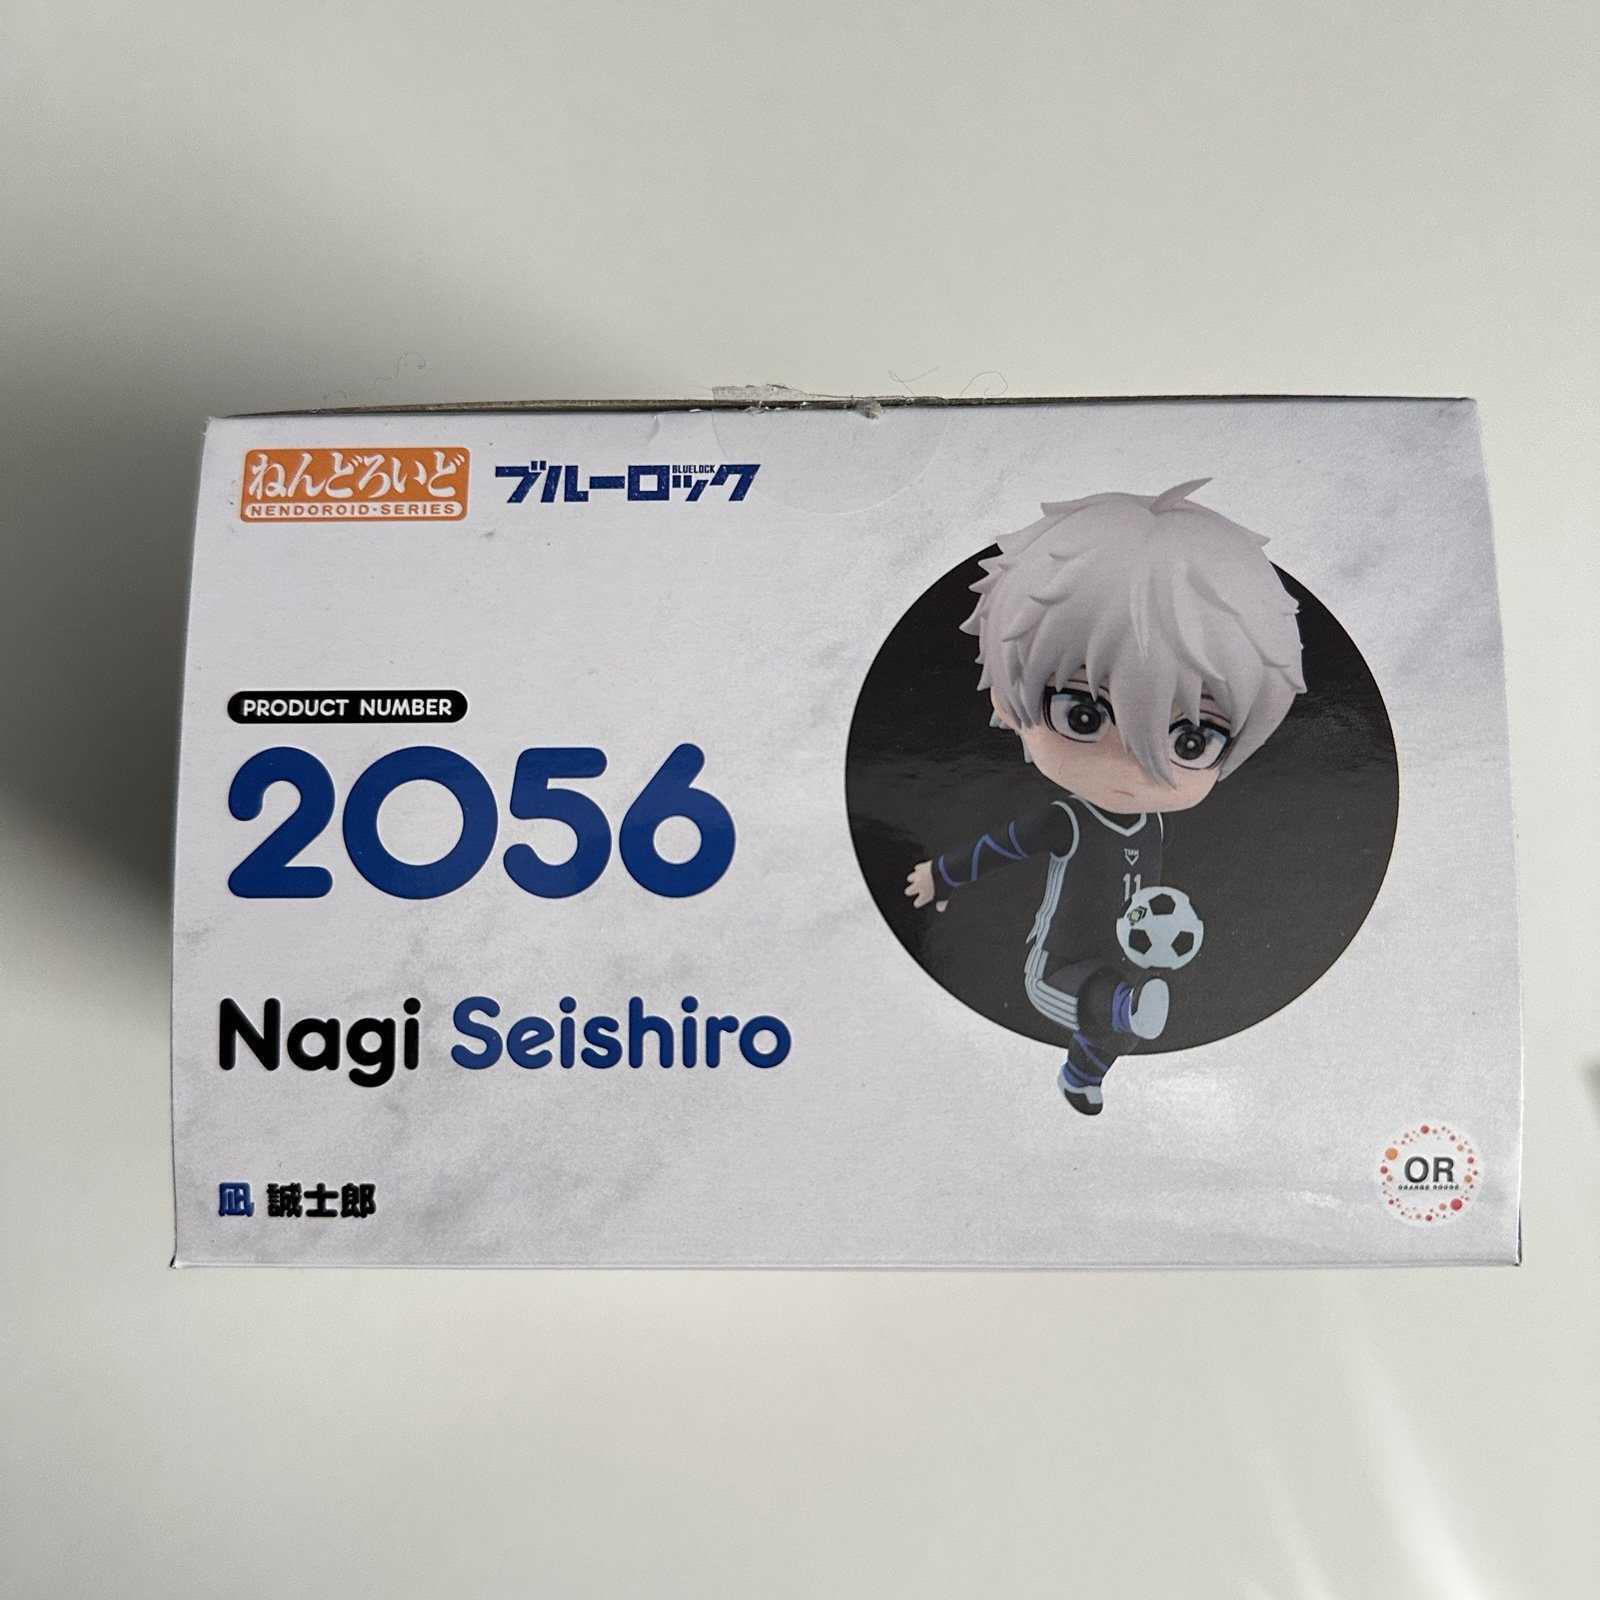 ねんどろいど
NENDOROID·SERIES
ブルーロック
BLUELOCK
PRODUCT NUMBER
2056
Nagi Seishiro
凪 誠士郎
TEAM
V
11
OR
ORANGE ROUGE